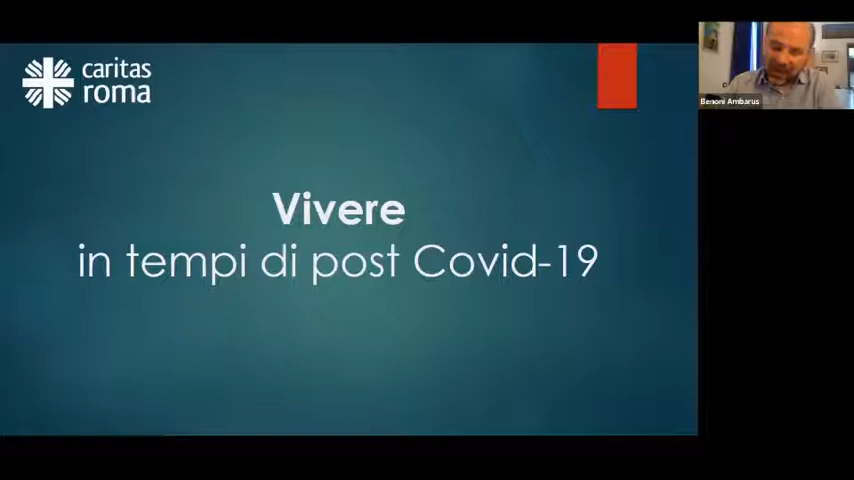 caritas
roma
Vivere
in tempi di post Covid-19
Benoni Ambarus